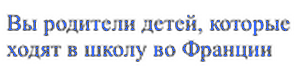 Вы родители детей, которые
ходят в школу во Франции